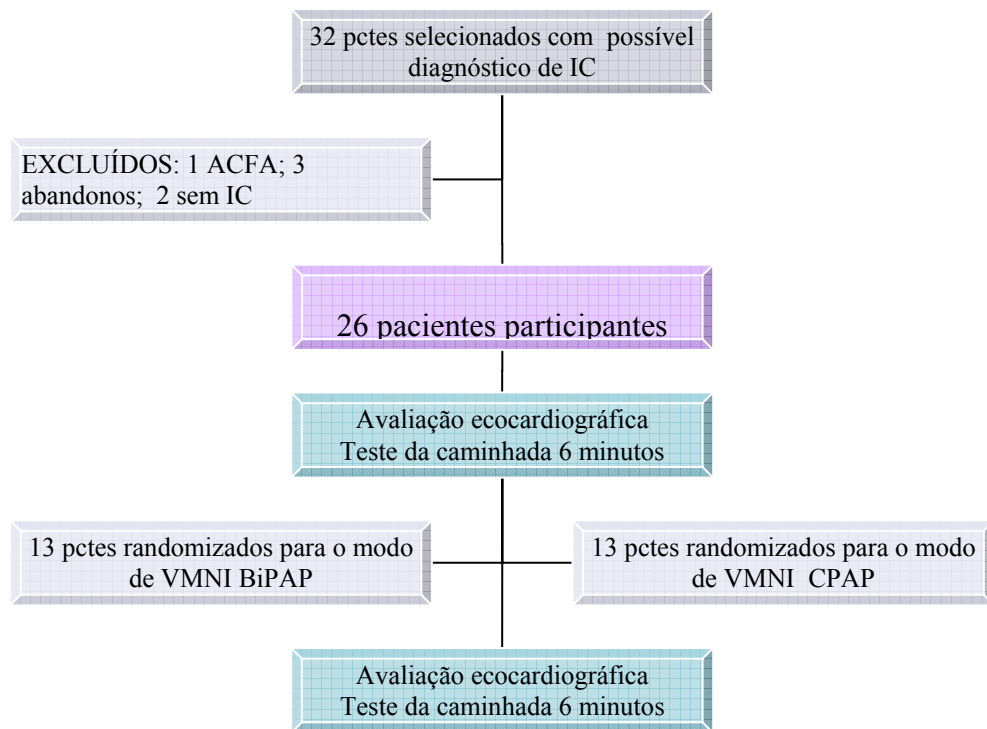 32 pctes selecionados com possível
diagnóstico de IC
EXCLUÍDOS: 1 ACFA; 3
abandonos; 2 sem IC
26 pacientes participantes
Avaliação ecocardiográfica
Teste da caminhada 6 minutos
13 pctes randomizados para o modo
de VMNI BiPAP
13 pctes randomizados para o modo
de VMNI CPAP
Avaliação ecocardiográfica
Teste da caminhada 6 minutos